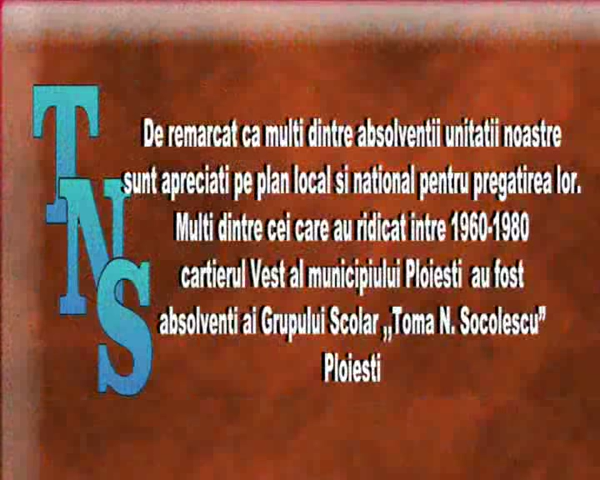 TNS
De remarcat ca multi dintre absolventii unitatii noastre
sunt apreciati pe plan local si national pentru pregatirea lor.
Multi dintre cei care au ridicat intre 1960-1980
cartierul Vest al municipiului Ploiesti au fost
absolventi ai Grupului Scolar ,,Toma N. Socolescu”
Ploiesti